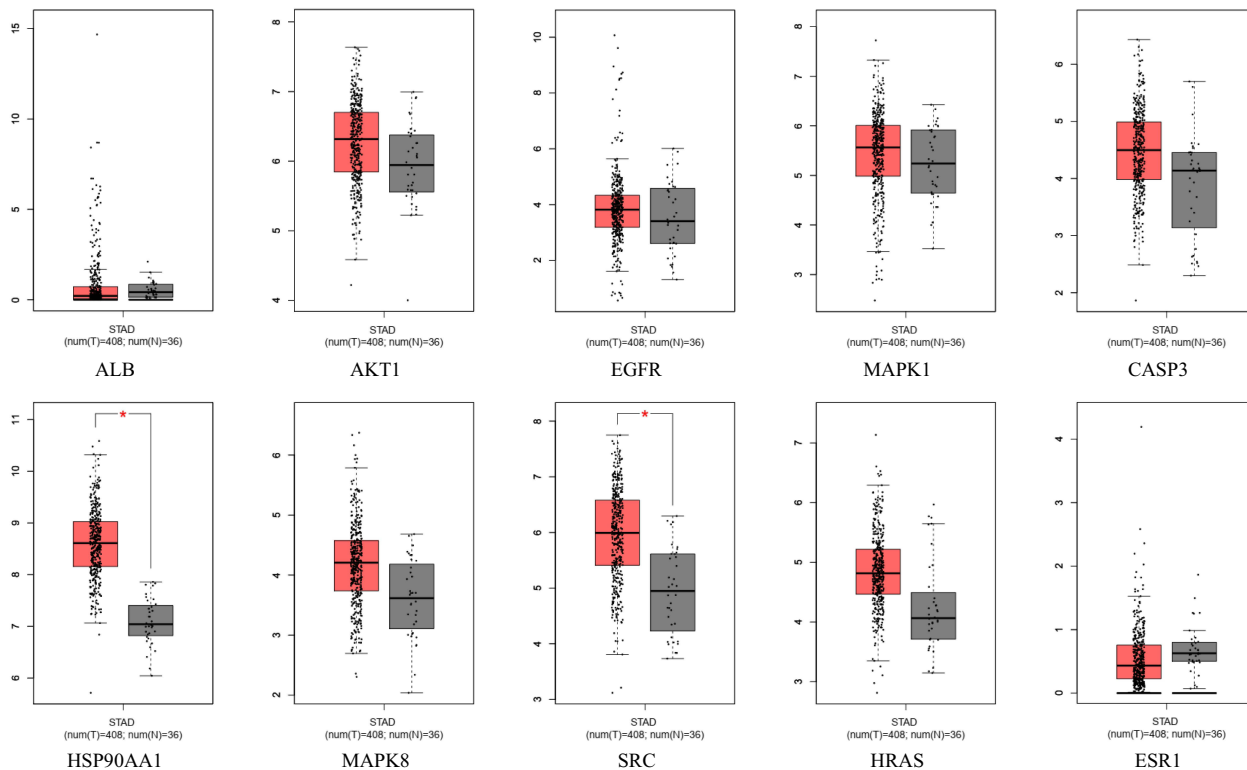 15
10
5
0
STAD
(num(T)=408; num(N)=36)
ALB
8
7
6
5
4
STAD
(num(T)=408; num(N)=36)
AKT1
10
8
6
4
2
STAD
(num(T)=408; num(N)=36)
EGFR
8
7
6
5
4
3
STAD
(num(T)=408; num(N)=36)
MAPK1
6
5
4
3
2
STAD
(num(T)=408; num(N)=36)
CASP3
11
10
9
8
7
6
*
STAD
(num(T)=408; num(N)=36)
HSP90AA1
6
5
4
3
2
STAD
(num(T)=408; num(N)=36)
MAPK8
8
7
6
5
4
3
*
STAD
(num(T)=408; num(N)=36)
SRC
7
6
5
4
3
STAD
(num(T)=408; num(N)=36)
HRAS
4
3
2
1
0
STAD
(num(T)=408; num(N)=36)
ESR1